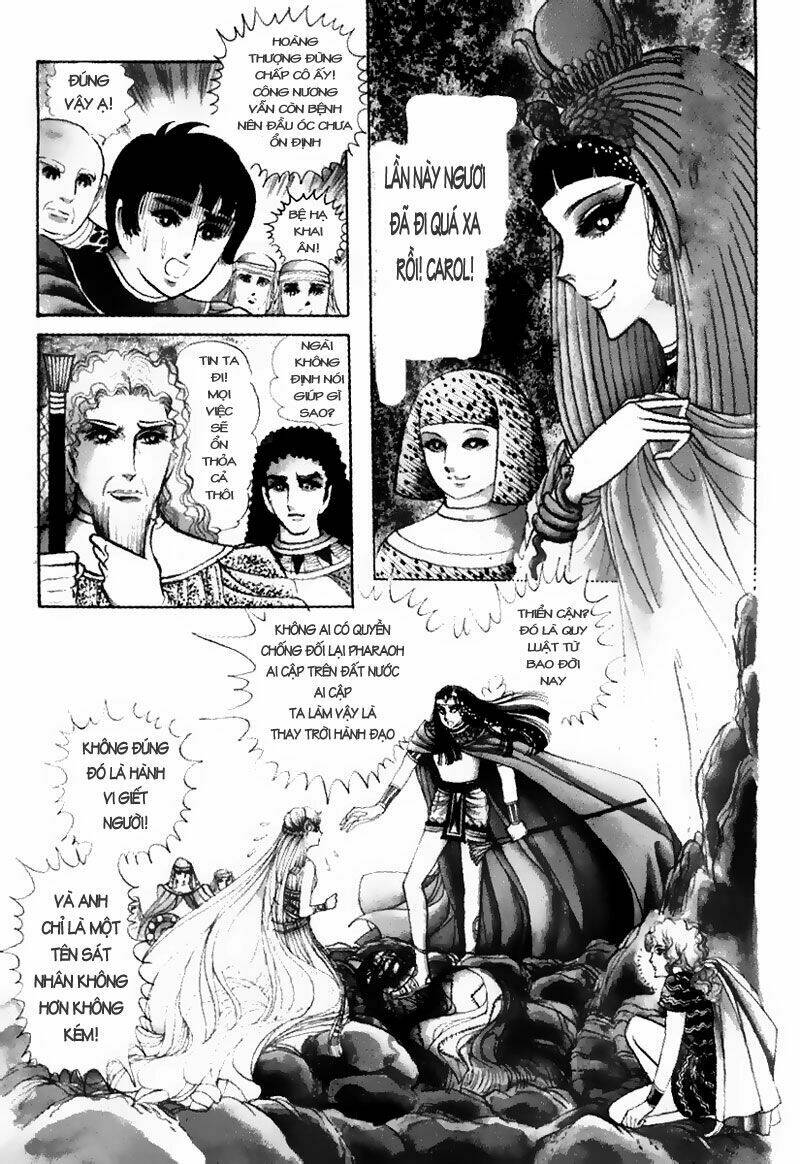 HOÀNG
THƯỢNG ĐỪNG
CHẤP CÔ ẤY!
CÔNG NƯƠNG
VẪN CÒN BỆNH
NÊN ĐẦU ÓC CHƯA
ỔN ĐỊNH
ĐÚNG
VẬY Ạ!
BỆ HẠ
KHAI
ÂN!
LẦN NÀY NGƯƠI
ĐÃ ĐI QUÁ XA
RỒI! CAROL!
NGÀI
KHÔNG
ĐỊNH NÓI
GIÚP GÌ
SAO?
TIN TA
ĐI!
MỌI
VIỆC
SẼ
ỔN
THỎA
CẢ
THÔI
THIỂN CẬN?
ĐÓ LÀ QUY
LUẬT TỪ
BAO ĐỜI
NAY
KHÔNG AI CÓ QUYỀN
CHỐNG ĐỐI LẠI PHARAOH
AI CẬP TRÊN ĐẤT NƯỚC
AI CẬP
TA LÀM VẬY LÀ
THAY TRỜI HÀNH ĐẠO
KHÔNG ĐÚNG
ĐÓ LÀ HÀNH
VI GIẾT
NGƯỜI!
VÀ ANH
CHỈ LÀ MỘT
TÊN SÁT
NHÂN KHÔNG
HƠN KHÔNG
KÉM!